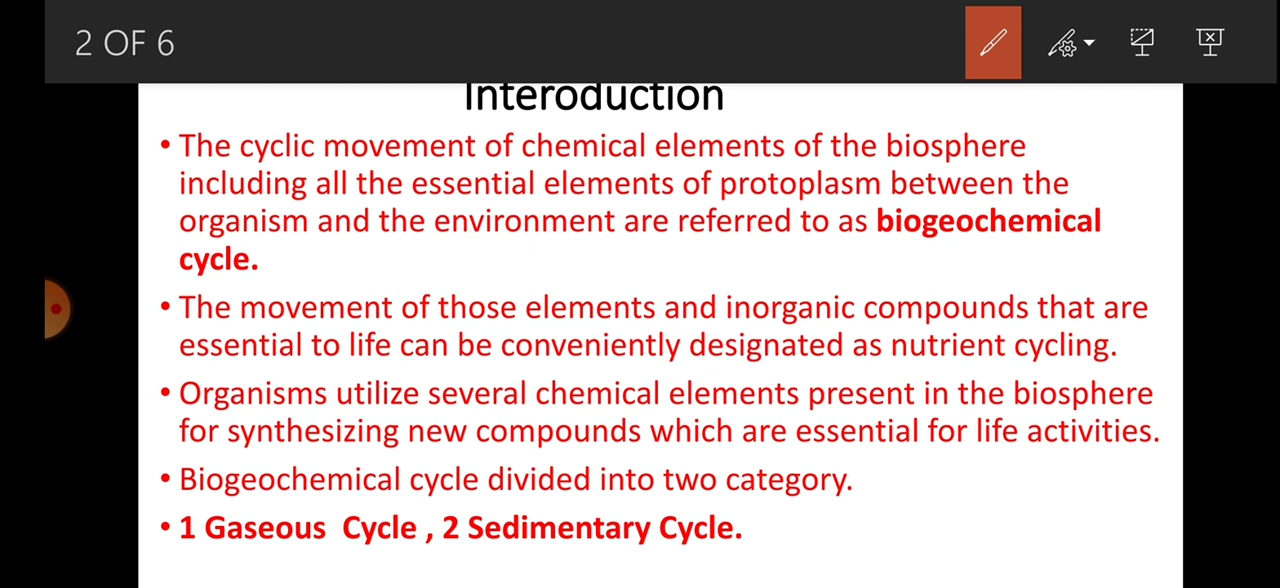 2 OF 6
Interoduction
• The cyclic movement of chemical elements of the biosphere
including all the essential elements of protoplasm between the
organism and the environment are referred to as biogeochemical
cycle.
• The movement of those elements and inorganic compounds that are
essential to life can be conveniently designated as nutrient cycling.
• Organisms utilize several chemical elements present in the biosphere
for synthesizing new compounds which are essential for life activities.
• Biogeochemical cycle divided into two category.
• 1 Gaseous  Cycle , 2 Sedimentary Cycle.